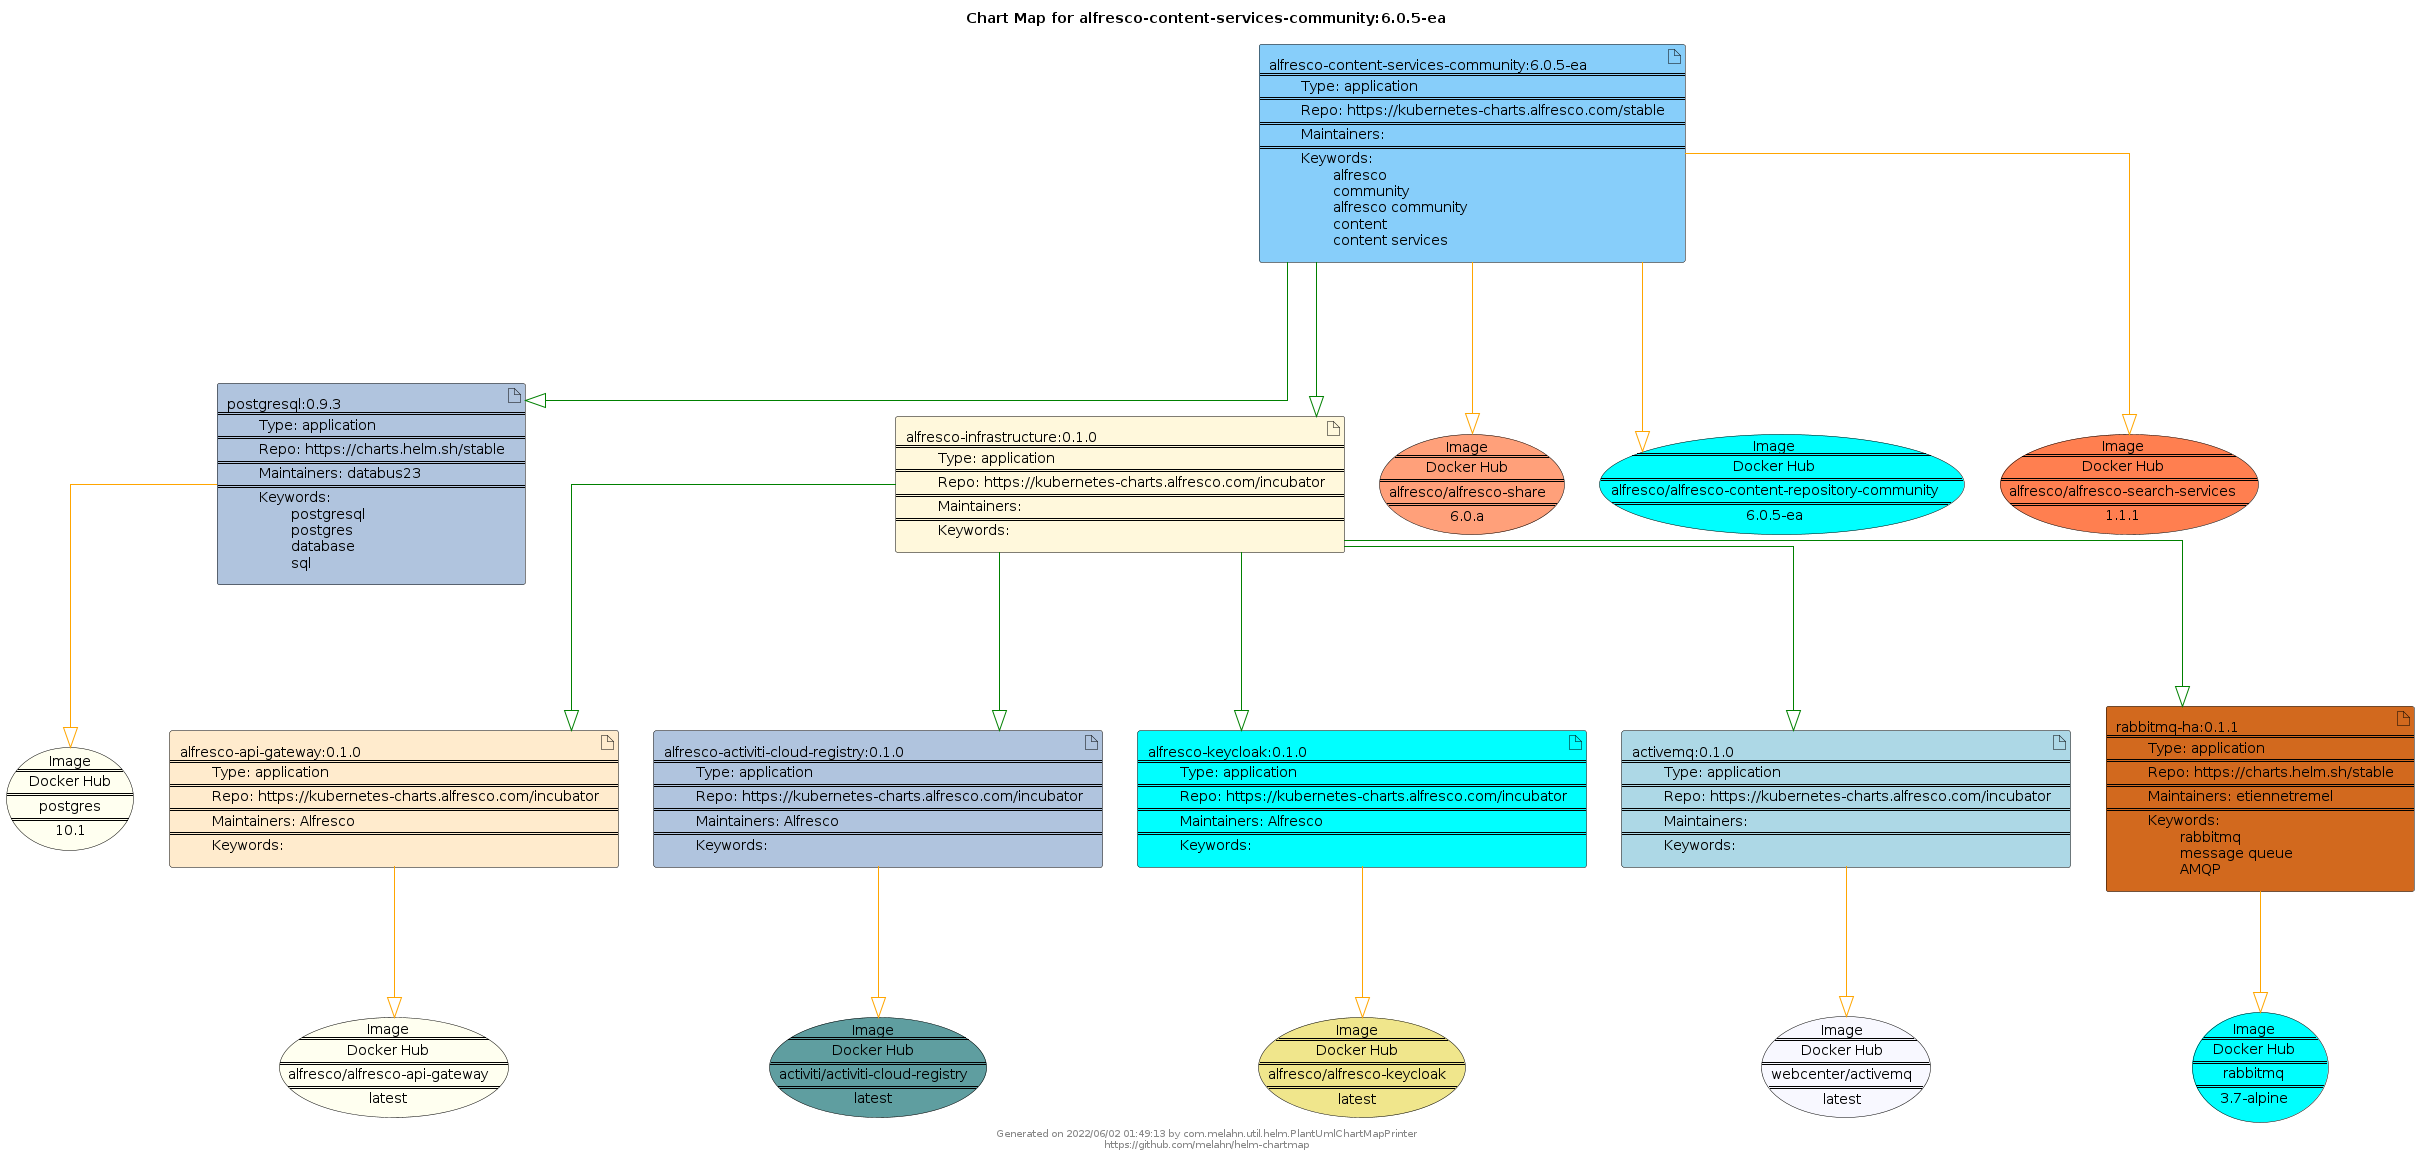 Chart Map for alfresco-content-services-community:6.0.5-ea
alfresco-content-services-community:6.0.5-ea
Type: application
Repo: https://kubernetes-charts.alfresco.com/stable
Maintainers:
Keywords:
alfresco
community
alfresco community
content
content services
postgresql:0.9.3
Type: application
Repo: https://charts.helm.sh/stable
Maintainers: databus23
Keywords:
postgresql
postgres
database
sql
alfresco-infrastructure:0.1.0
Type: application
Repo: https://kubernetes-charts.alfresco.com/incubator
Maintainers:
Keywords:
Image
Docker Hub
alfresco/alfresco-share
6.0.a
Image
Docker Hub
alfresco/alfresco-content-repository-community
6.0.5-ea
Image
Docker Hub
alfresco/alfresco-search-services
1.1.1
Image
Docker Hub
postgres
10.1
alfresco-api-gateway:0.1.0
Type: application
Repo: https://kubernetes-charts.alfresco.com/incubator
Maintainers: Alfresco
Keywords:
alfresco-activiti-cloud-registry:0.1.0
Type: application
Repo: https://kubernetes-charts.alfresco.com/incubator
Maintainers: Alfresco
Keywords:
alfresco-keycloak:0.1.0
Type: application
Repo: https://kubernetes-charts.alfresco.com/incubator
Maintainers: Alfresco
Keywords:
activemq:0.1.0
Type: application
Repo: https://kubernetes-charts.alfresco.com/incubator
Maintainers:
Keywords:
rabbitmq-ha:0.1.1
Type: application
Repo: https://charts.helm.sh/stable
Maintainers: etiennetremel
Keywords:
rabbitmq
message queue
AMQP
Image
Docker Hub
alfresco/alfresco-api-gateway
latest
Image
Docker Hub
activiti/activiti-cloud-registry
latest
Image
Docker Hub
alfresco/alfresco-keycloak
latest
Image
Docker Hub
webcenter/activemq
latest
Image
Docker Hub
rabbitmq
3.7-alpine
Generated on 2022/06/02 01:49:13 by com.melahn.util.helm.PlantUmlChartMapPrinter
https://github.com/melahn/helm-chartmap